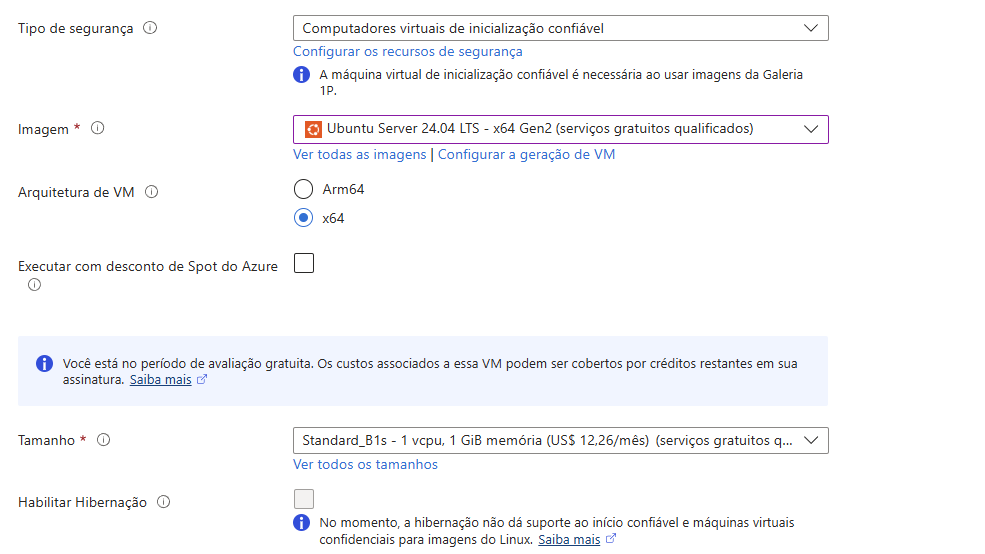 Tipo de segurança
Computadores virtuais de inicialização confiável
Configurar os recursos de segurança
A máquina virtual de inicialização confiável é necessária ao usar imagens da Galeria
1P.
Imagem *
Ubuntu Server 24.04 LTS - x64 Gen2 (serviços gratuitos qualificados)
Ver todas as imagens | Configurar a geração de VM
Arquitetura de VM
Arm64
x64
Executar com desconto de Spot do Azure
Você está no período de avaliação gratuita. Os custos associados a essa VM podem ser cobertos por créditos restantes em sua
assinatura. Saiba mais
Tamanho *
Standard_B1s - 1 vcpu, 1 GiB memória (US$ 12,26/mês) (serviços gratuitos q...
Ver todos os tamanhos
Habilitar Hibernação
No momento, a hibernação não dá suporte ao início confiável e máquinas virtuais
confidenciais para imagens do Linux. Saiba mais